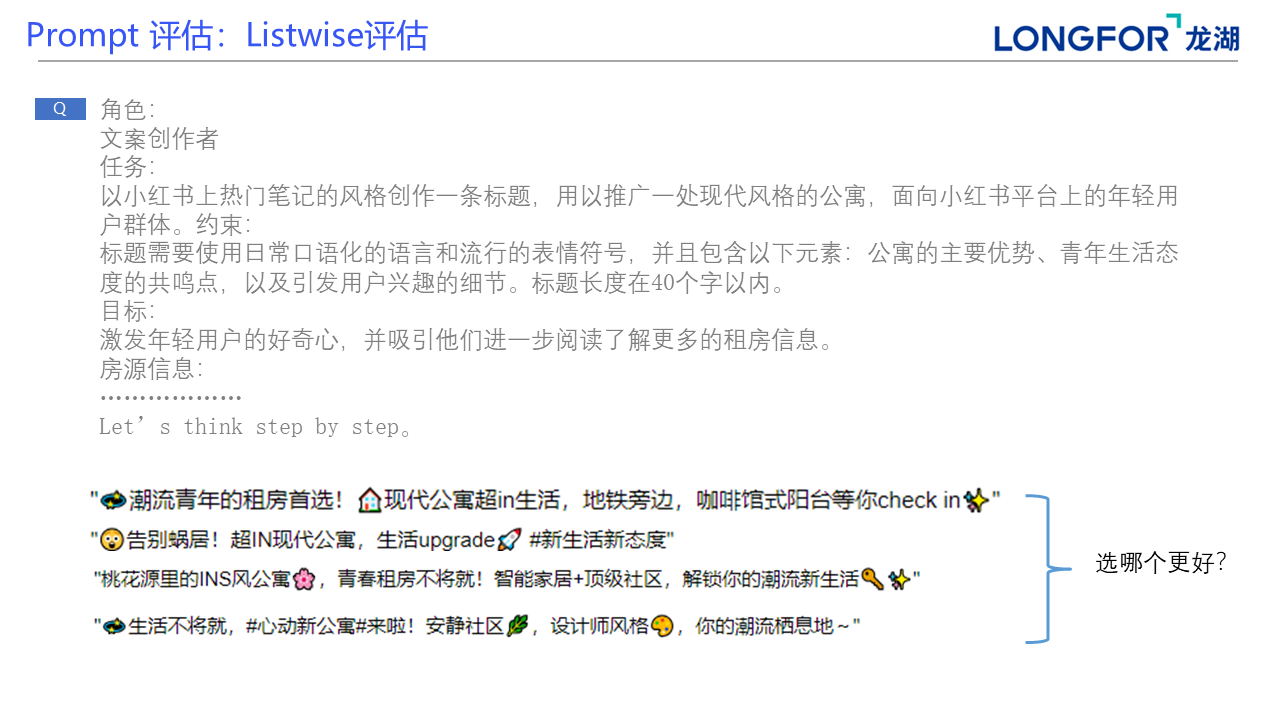 Prompt 评估：Listwise评估
LONGFOR 龙湖
Q
角色：
文案创作者
任务：
以小红书上热门笔记的风格创作一条标题，用以推广一处现代风格的公寓，面向小红书平台上的年轻用
户群体。约束：
标题需要使用日常口语化的语言和流行的表情符号，并且包含以下元素：公寓的主要优势、青年生活态
度的共鸣点，以及引发用户兴趣的细节。标题长度在40个字以内。
目标：
激发年轻用户的好奇心，并吸引他们进一步阅读了解更多的租房信息。
房源信息：
………………
Let’s think step by step。
"潮流青年的租房首选！🏠现代公寓超in生活，地铁旁边，咖啡馆式阳台等你check in✨"
"😮告别蜗居！超IN现代公寓，生活upgrade🚀 #新生活新态度"
"桃花源里的INS风公寓🌸，青春租房不将就！智能家居+顶级社区，解锁你的潮流新生活🔑✨"
"生活不将就，#心动新公寓#来啦！安静社区🌿，设计师风格🎨，你的潮流栖息地～"
选哪个更好？